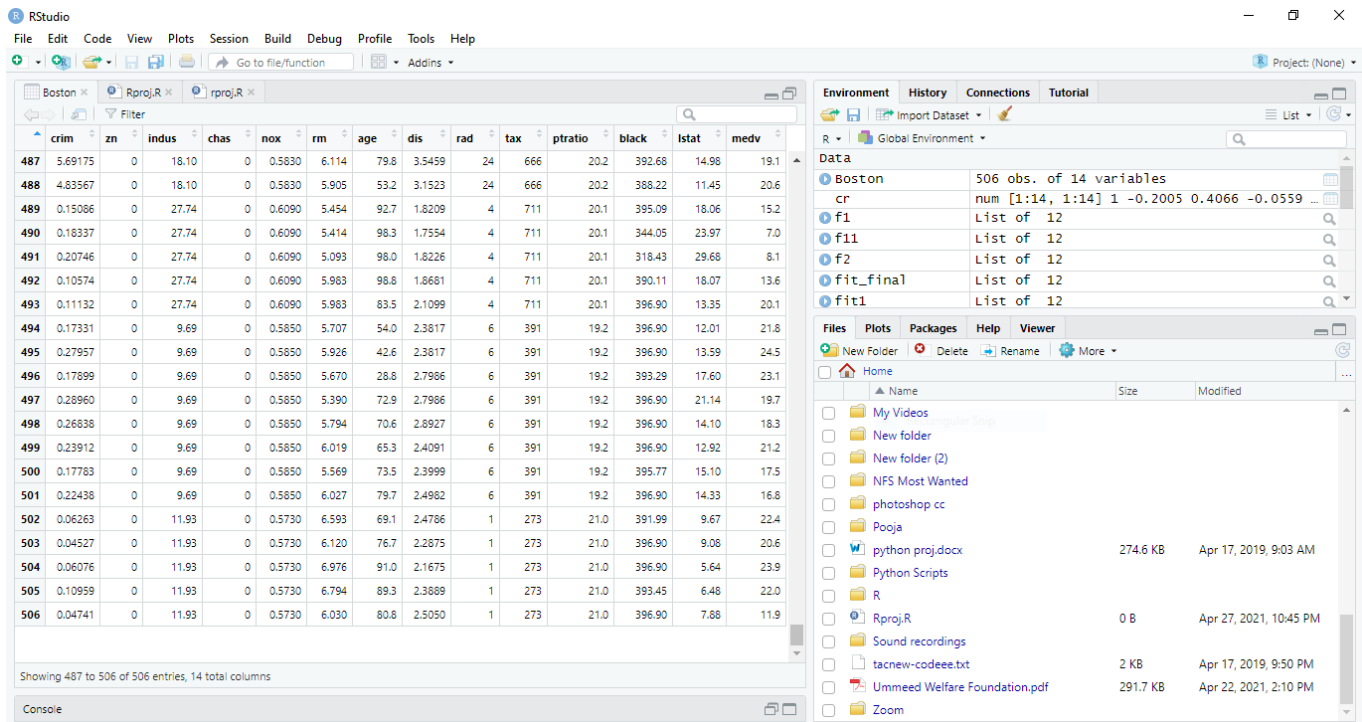 RStudio
File Edit Code View Plots Session Build Debug Profile Tools Help
Go to file/function Addins Project: (None)
Boston Rproj.R rproj.R
Filter
crim zn indus chas nox rm age dis rad tax ptratio black lstat medv
487 5.69175 0 18.10 0 0.5830 6.114 79.8 3.5459 24 666 20.2 392.68 14.98 19.1
488 4.83567 0 18.10 0 0.5830 5.905 53.2 3.1523 24 666 20.2 388.22 11.45 20.6
489 0.15086 0 27.74 0 0.6090 5.454 92.7 1.8209 4 711 20.1 395.09 18.06 15.2
490 0.18337 0 27.74 0 0.6090 5.414 98.3 1.7554 4 711 20.1 344.05 23.97 7.0
491 0.20746 0 27.74 0 0.6090 5.093 98.0 1.8226 4 711 20.1 318.43 29.68 8.1
492 0.10574 0 27.74 0 0.6090 5.983 98.8 1.8681 4 711 20.1 390.11 18.07 13.6
493 0.11132 0 27.74 0 0.6090 5.983 83.5 2.1099 4 711 20.1 396.90 13.35 20.1
494 0.17331 0 9.69 0 0.5850 5.707 54.0 2.3817 6 391 19.2 396.90 12.01 21.8
495 0.27957 0 9.69 0 0.5850 5.926 42.6 2.3817 6 391 19.2 396.90 13.59 24.5
496 0.17899 0 9.69 0 0.5850 5.670 28.8 2.7986 6 391 19.2 393.29 17.60 23.1
497 0.28960 0 9.69 0 0.5850 5.390 72.9 2.7986 6 391 19.2 396.90 21.14 19.7
498 0.26838 0 9.69 0 0.5850 5.794 70.6 2.8927 6 391 19.2 396.90 14.10 18.3
499 0.23912 0 9.69 0 0.5850 6.019 65.3 2.4091 6 391 19.2 396.90 12.92 21.2
500 0.17783 0 9.69 0 0.5850 5.569 73.5 2.3999 6 391 19.2 395.77 15.10 17.5
501 0.22438 0 9.69 0 0.5850 6.027 79.7 2.4982 6 391 19.2 396.90 14.33 16.8
502 0.06263 0 11.93 0 0.5730 6.593 69.1 2.4786 1 273 21.0 391.99 9.67 22.4
503 0.04527 0 11.93 0 0.5730 6.120 76.7 2.2875 1 273 21.0 396.90 9.08 20.6
504 0.06076 0 11.93 0 0.5730 6.976 91.0 2.1675 1 273 21.0 396.90 5.64 23.9
505 0.10959 0 11.93 0 0.5730 6.794 89.3 2.3889 1 273 21.0 393.45 6.48 22.0
506 0.04741 0 11.93 0 0.5730 6.030 80.8 2.5050 1 273 21.0 396.90 7.88 11.9
Showing 487 to 506 of 506 entries, 14 total columns
Console
Environment History Connections Tutorial
Import Dataset List
R Global Environment
Data
Boston 506 obs. of 14 variables
cr num [1:14, 1:14] 1 -0.2005 0.4066 -0.0559 ...
f1 List of 12
f11 List of 12
f2 List of 12
fit_final List of 12
fit1 List of 12
Files Plots Packages Help Viewer
New Folder Delete Rename More
Home ...
Name Size Modified
My Videos
New folder
New folder (2)
NFS Most Wanted
photoshop cc
Pooja
python proj.docx 274.6 KB Apr 17, 2019, 9:03 AM
Python Scripts
R
Rproj.R 0 B Apr 27, 2021, 10:45 PM
Sound recordings
tacnew-codeee.txt 2 KB Apr 17, 2019, 9:50 PM
Ummeed Welfare Foundation.pdf 291.7 KB Apr 22, 2021, 2:10 PM
Zoom